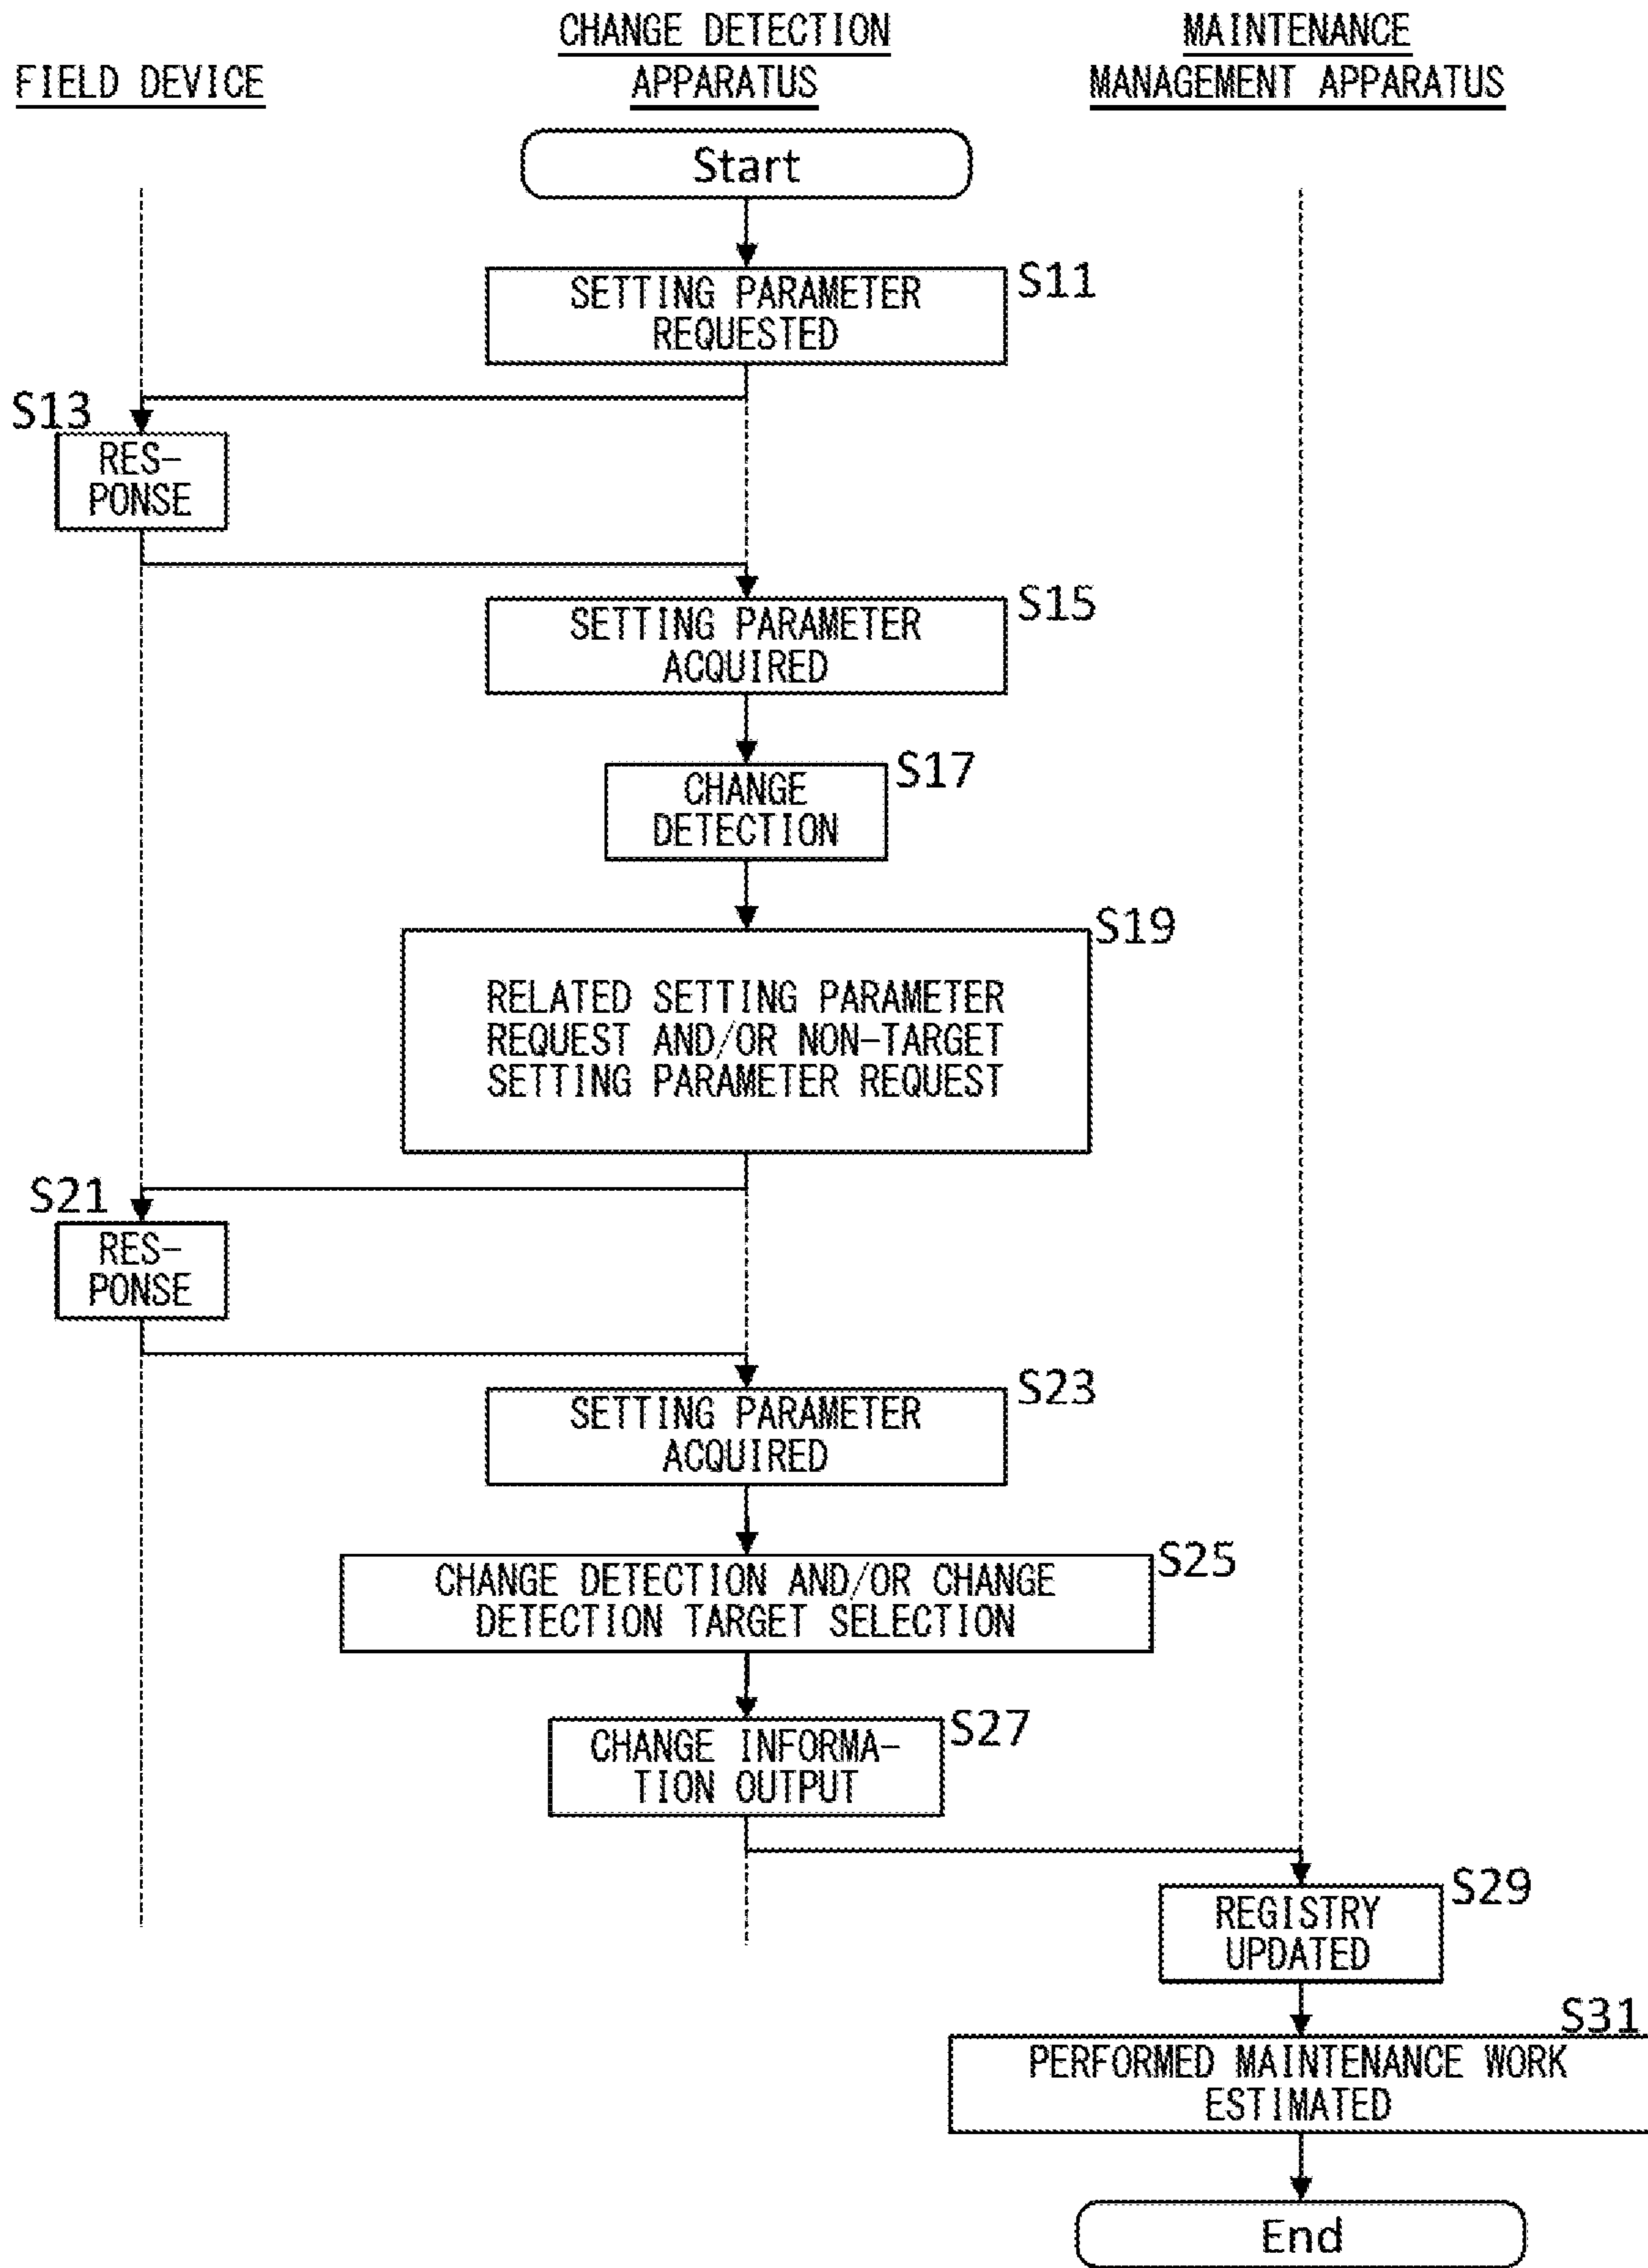 FIELD DEVICE
CHANGE DETECTION
APPARATUS
MAINTENANCE
MANAGEMENT APPARATUS
Start
S11
SETTING PARAMETER
REQUESTED
S13
RES-
PONSE
S15
SETTING PARAMETER
ACQUIRED
S17
CHANGE
DETECTION
S19
RELATED SETTING PARAMETER
REQUEST AND/OR NON-TARGET
SETTING PARAMETER REQUEST
S21
RES-
PONSE
S23
SETTING PARAMETER
ACQUIRED
S25
CHANGE DETECTION AND/OR CHANGE
DETECTION TARGET SELECTION
S27
CHANGE INFORMA-
TION OUTPUT
S29
REGISTRY
UPDATED
S31
PERFORMED MAINTENANCE WORK
ESTIMATED
End